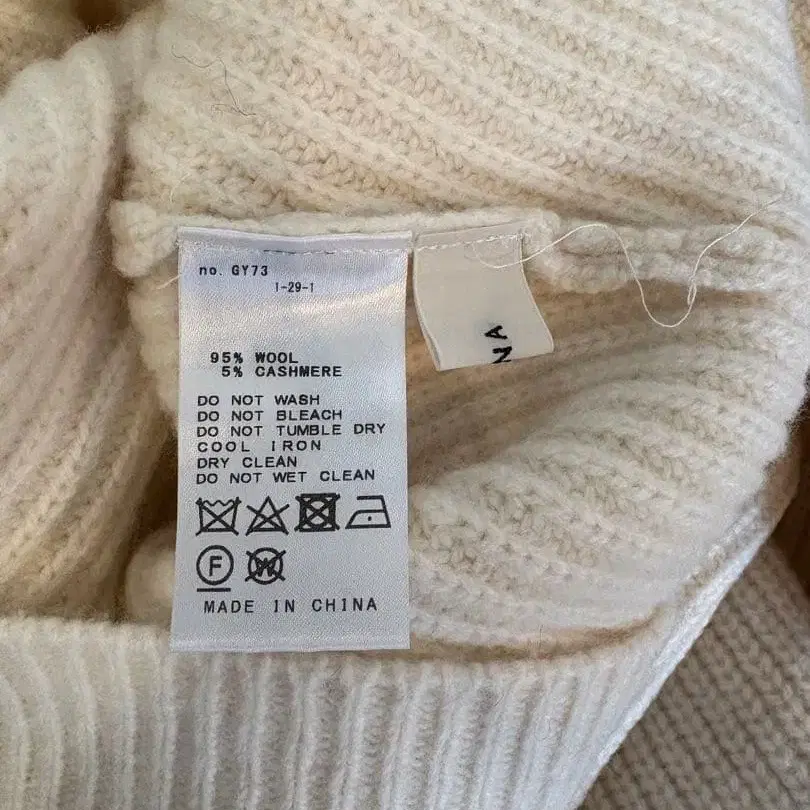 no. GY73
1-29-1
95% WOOL
5% CASHMERE
DO NOT WASH
DO NOT BLEACH
DO NOT TUMBLE DRY
COOL IRON
DRY CLEAN
DO NOT WET CLEAN
F W
MADE IN CHINA
NA